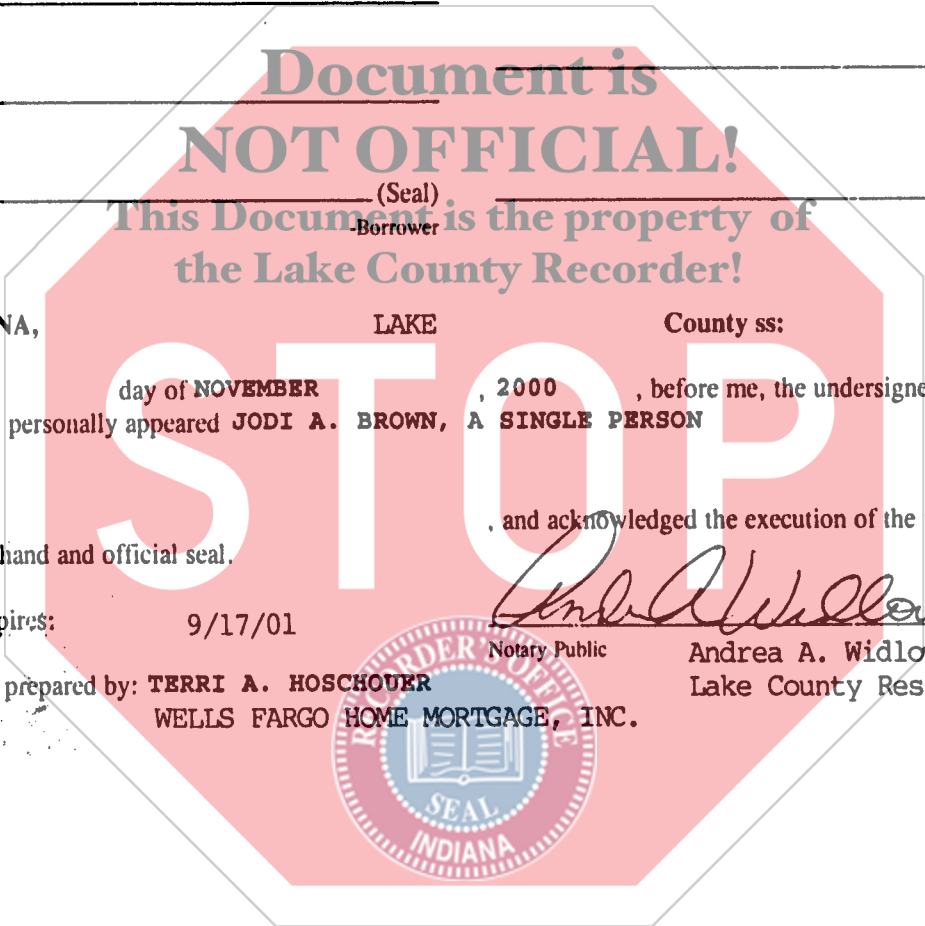 Document is
NOT OFFICIAL!
(Seal)
This Document is the property of
-Borrower
the Lake County Recorder!
NA, LAKE County ss:
STOP
day of NOVEMBER , 2000 , before me, the undersigne
personally appeared JODI A. BROWN, A SINGLE PERSON
, and acknowledged the execution of the
hand and official seal.
pires: 9/17/01
Notary Public Andrea A. Widlo
prepared by: TERRI A. HOSCHOUER Lake County Res
WELLS FARGO HOME MORTGAGE, INC.
RECORDER'S OFFICE
SEAL
INDIANA